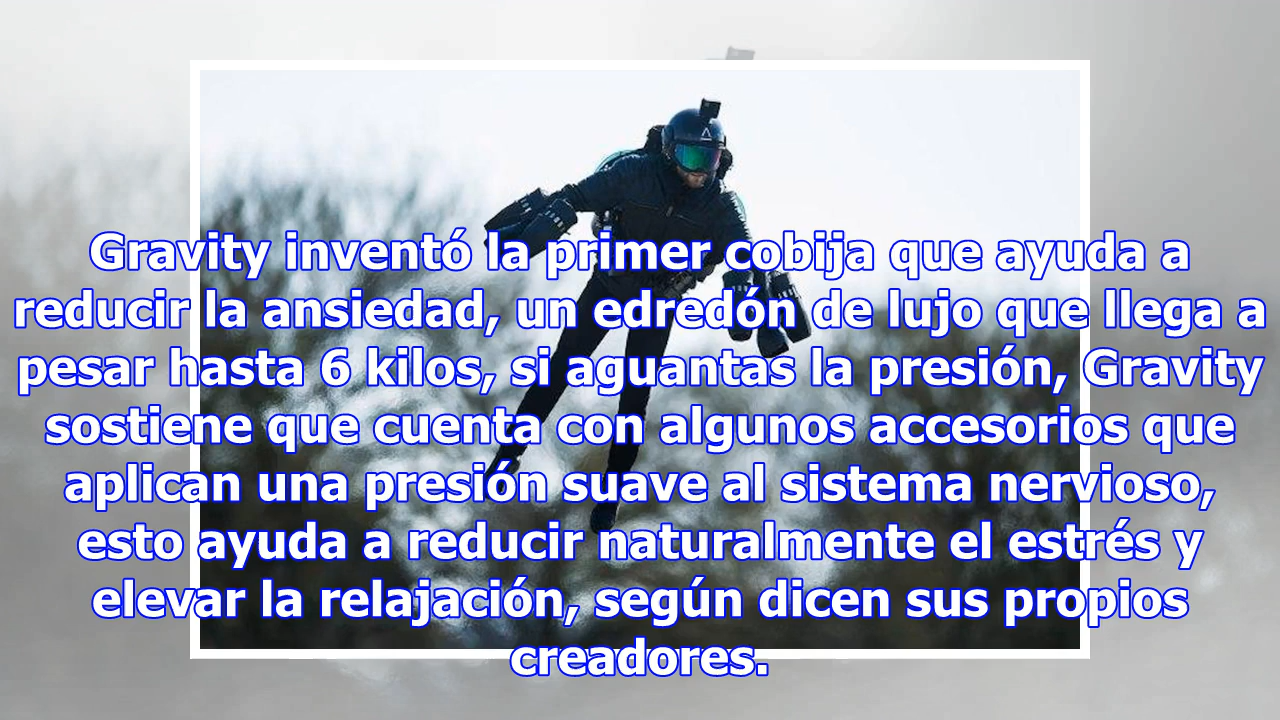 Gravity inventó la primer cobija que ayuda a
reducir la ansiedad, un edredón de lujo que llega a
pesar hasta 6 kilos, si aguantas la presión, Gravity
sostiene que cuenta con algunos accesorios que
aplican una presión suave al sistema nervioso,
esto ayuda a reducir naturalmente el estrés y
elevar la relajación, según dicen sus propios
creadores.